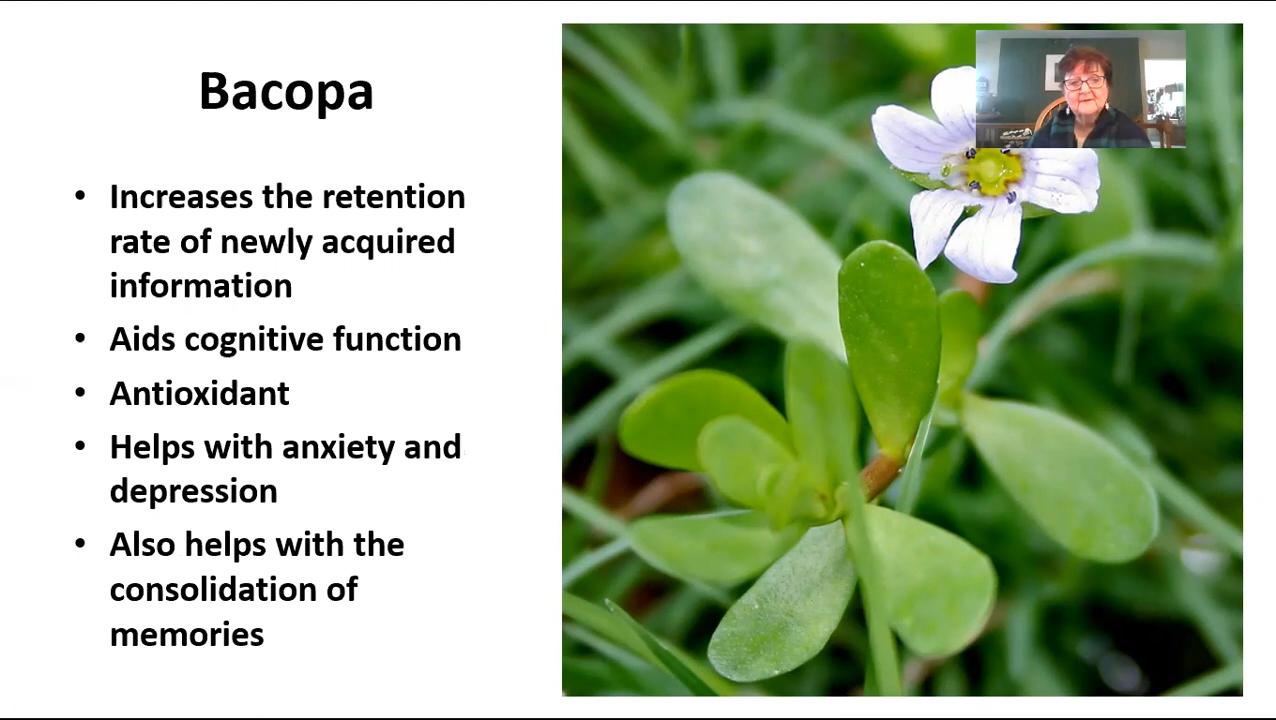 Bacopa
• Increases the retention
rate of newly acquired
information
• Aids cognitive function
• Antioxidant
• Helps with anxiety and
depression
• Also helps with the
consolidation of
memories